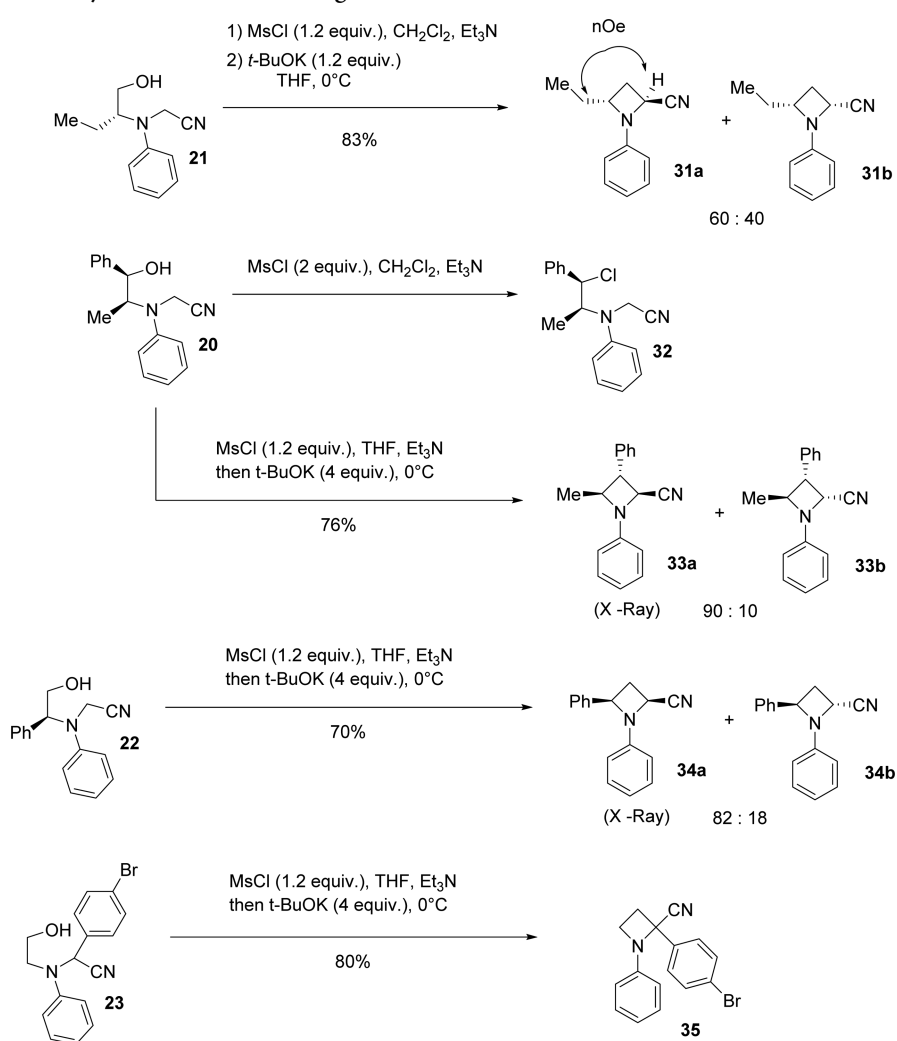 nOe
1) MsCl (1.2 equiv.), CH2Cl2, Et3N
2) t-BuOK (1.2 equiv.)
THF, 0°C
83%
OH
Me
N
CN
21
Me
H
CN
N
31a
+
Me
CN
N
31b
60 : 40
Ph
OH
Me
N
CN
20
MsCl (2 equiv.), CH2Cl2, Et3N
Ph
Cl
Me
N
CN
32
MsCl (1.2 equiv.), THF, Et3N
then t-BuOK (4 equiv.), 0°C
76%
Ph
Me
CN
N
33a
(X -Ray)
+
Ph
Me
CN
N
33b
90 : 10
OH
Ph
N
CN
22
MsCl (1.2 equiv.), THF, Et3N
then t-BuOK (4 equiv.), 0°C
70%
Ph
CN
N
34a
(X -Ray)
+
Ph
CN
N
34b
82 : 18
Br
OH
N
CN
23
MsCl (1.2 equiv.), THF, Et3N
then t-BuOK (4 equiv.), 0°C
80%
CN
N
Br
35